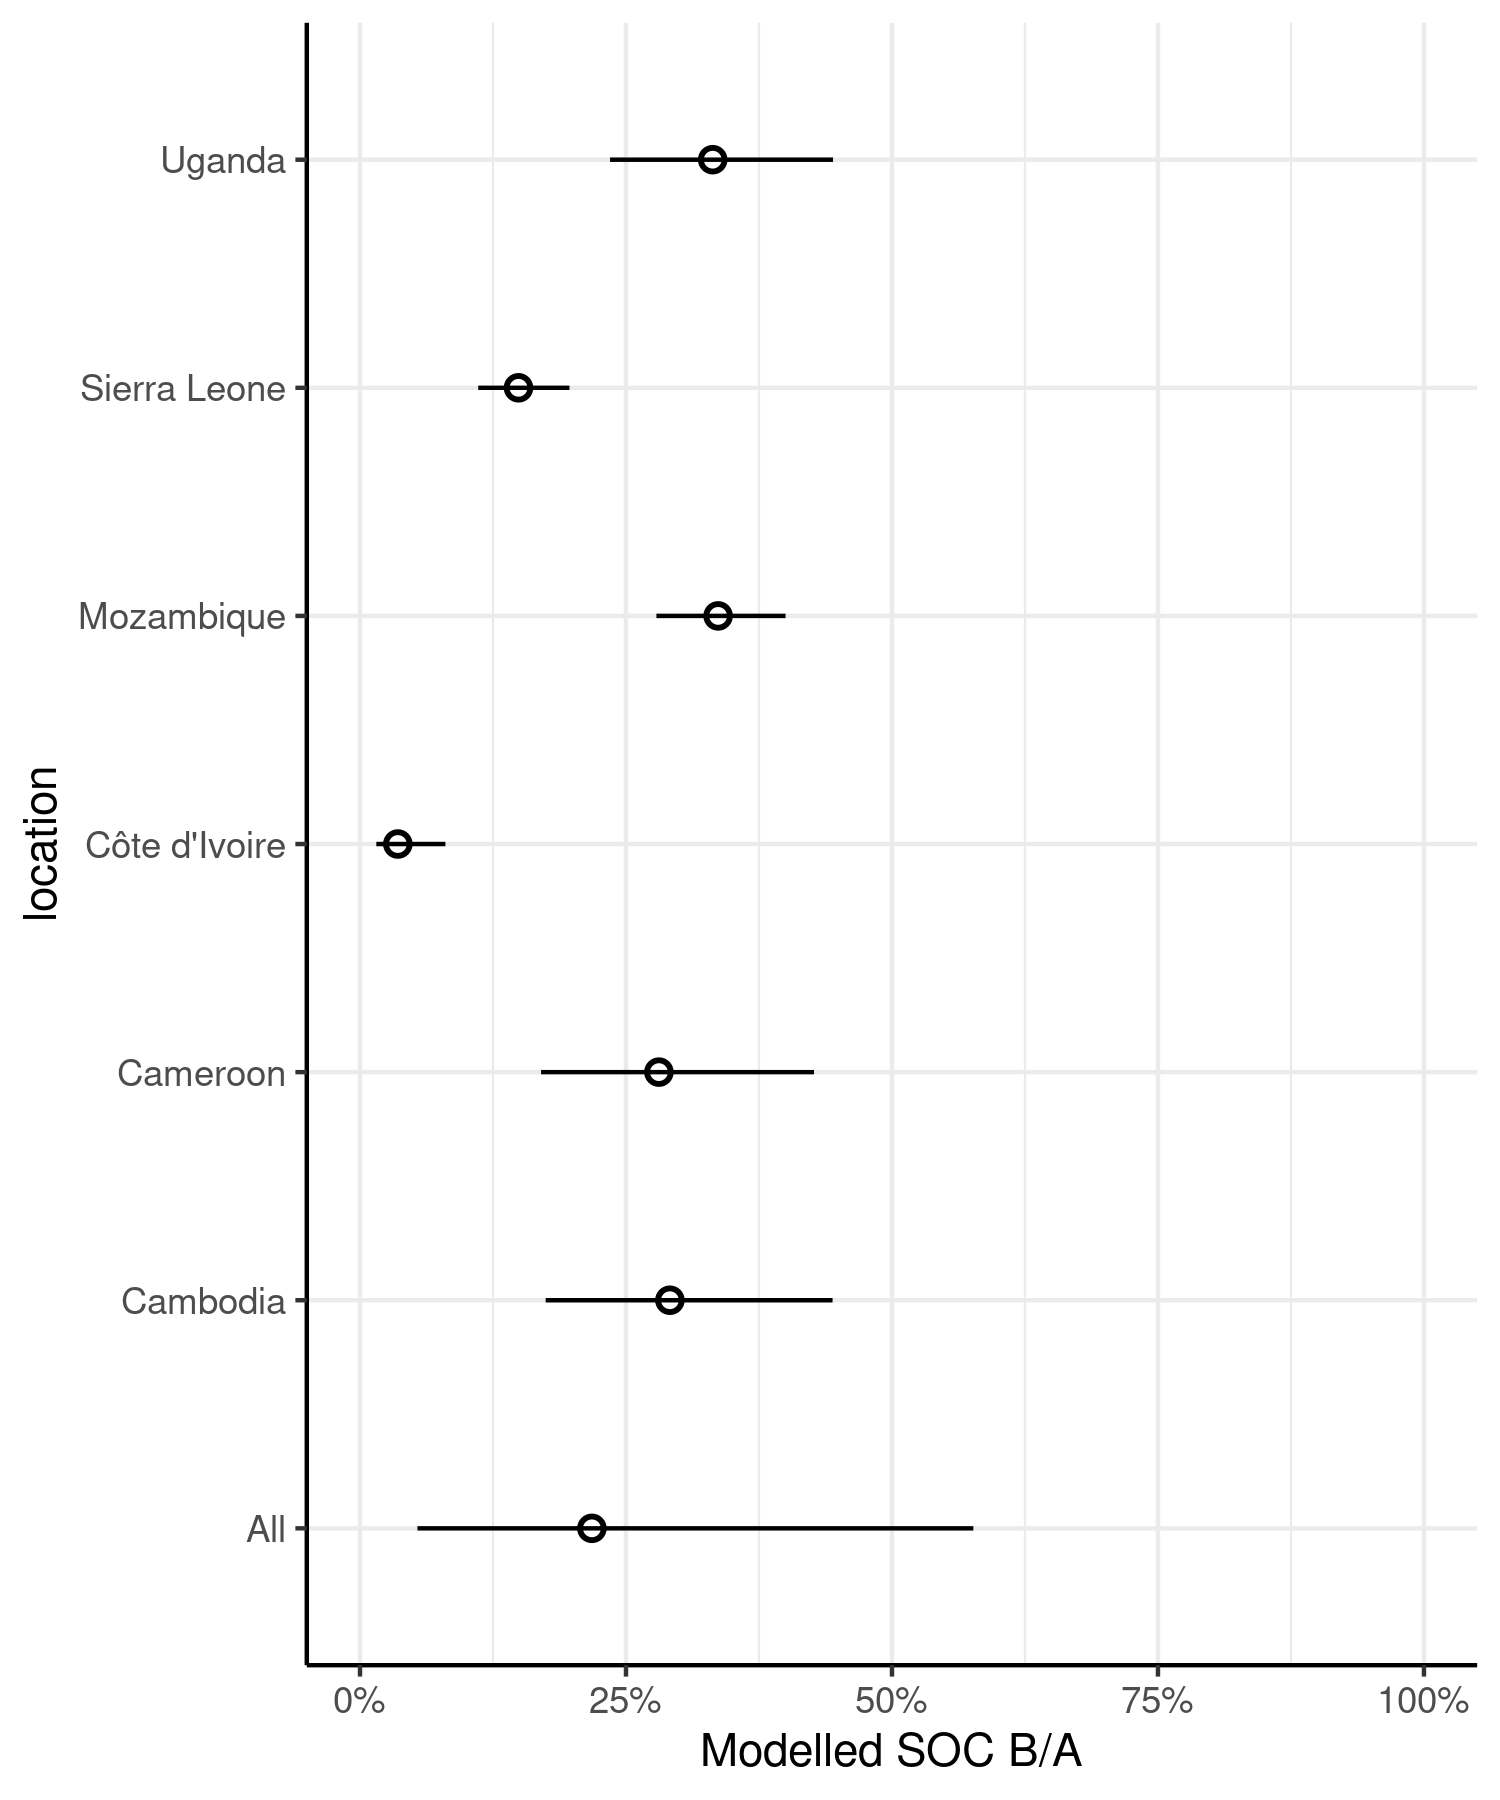 Uganda
Sierra Leone
Mozambique
Côte d'Ivoire
Cameroon
Cambodia
All
location
0% 25% 50% 75% 100%
Modelled SOC B/A